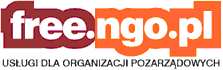 free.ngo.pl
USŁUGI DLA ORGANIZACJI POZARZĄDOWYCH